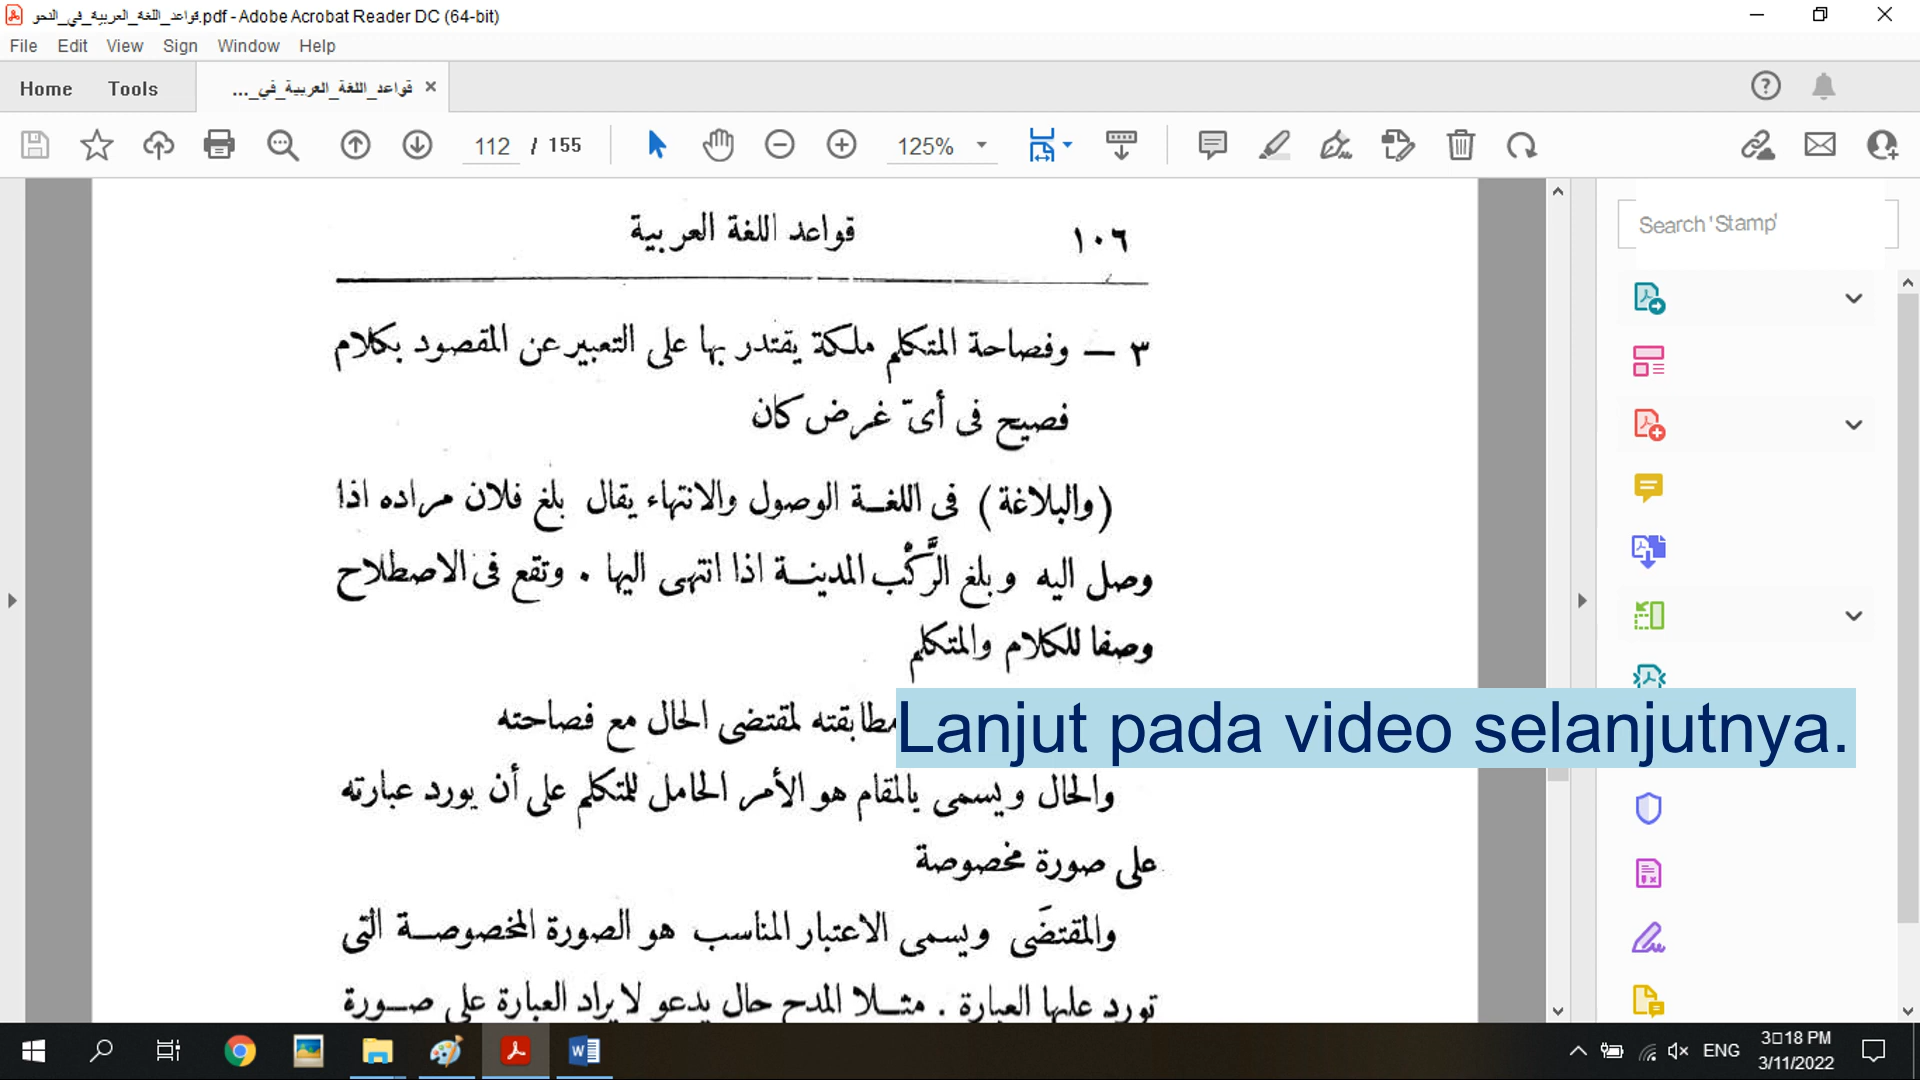 قواعد_اللغة_العربية_في_النحو.pdf - Adobe Acrobat Reader DC (64-bit)
File Edit View Sign Window Help
Home Tools قواعد_اللغة_العربية_في_... ×
112 / 155 125%
Search 'Stamp'
١٠٦ قواعد اللغة العربية
٣ — وفصاحة المتكلم ملكة يقتدر بها على التعبير عن المقصود بكلام
فصيح فى أىّ غرض كان
(والبلاغة) فى اللغة الوصول والانتهاء يقال بلغ فلان مراده اذا
وصل اليه وبلغ الرَّكْب المدينة اذا انتهى اليها . وتقع فى الاصطلاح
وصفا للكلام والمتكلم
مطابقته لمقتضى الحال مع فصاحته
Lanjut pada video selanjutnya.
والحال ويسمى بالمقام هو الأمر الحامل للمتكلم على أن يورد عبارته
على صورة مخصوصة
والمقتضَى ويسمى الاعتبار المناسب هو الصورة المخصوصة التى
تورد عليها العبارة . مثلا المدح حال يدعو لايراد العبارة على صورة
ENG 3□18 PM
3/11/2022